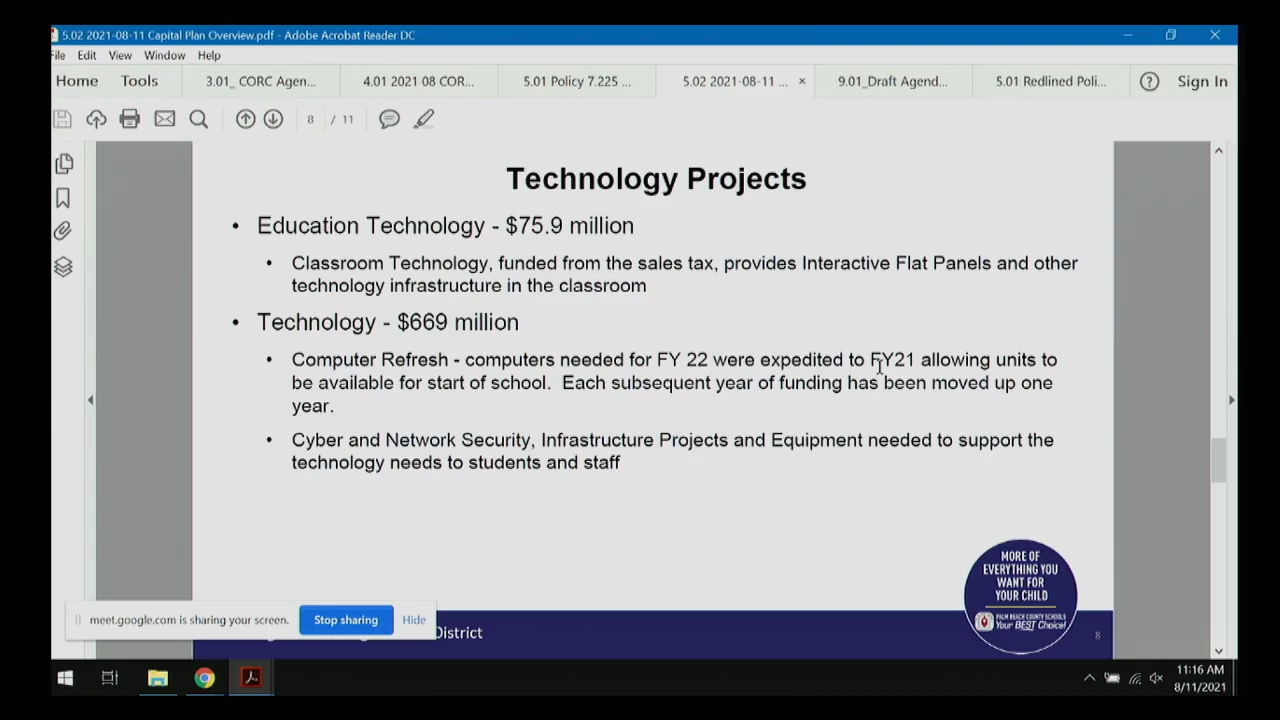 5.02 2021-08-11 Capital Plan Overview.pdf - Adobe Acrobat Reader DC
File Edit View Window Help
Home Tools 3.01_ CORC Agen... 4.01 2021 08 COR... 5.01 Policy 7.225 ... 5.02 2021-08-11 ... × 9.01_Draft Agend... 5.01 Redlined Poli... Sign In
8 / 11
Technology Projects
• Education Technology - $75.9 million
• Classroom Technology, funded from the sales tax, provides Interactive Flat Panels and other
technology infrastructure in the classroom
• Technology - $669 million
• Computer Refresh - computers needed for FY 22 were expedited to FY21 allowing units to
be available for start of school.  Each subsequent year of funding has been moved up one
year.
• Cyber and Network Security, Infrastructure Projects and Equipment needed to support the
technology needs to students and staff
MORE OF
EVERYTHING YOU
WANT FOR
YOUR CHILD
PALM BEACH COUNTY SCHOOLS
Your BEST Choice!
meet.google.com is sharing your screen. Stop sharing Hide
District
8
11:16 AM
8/11/2021